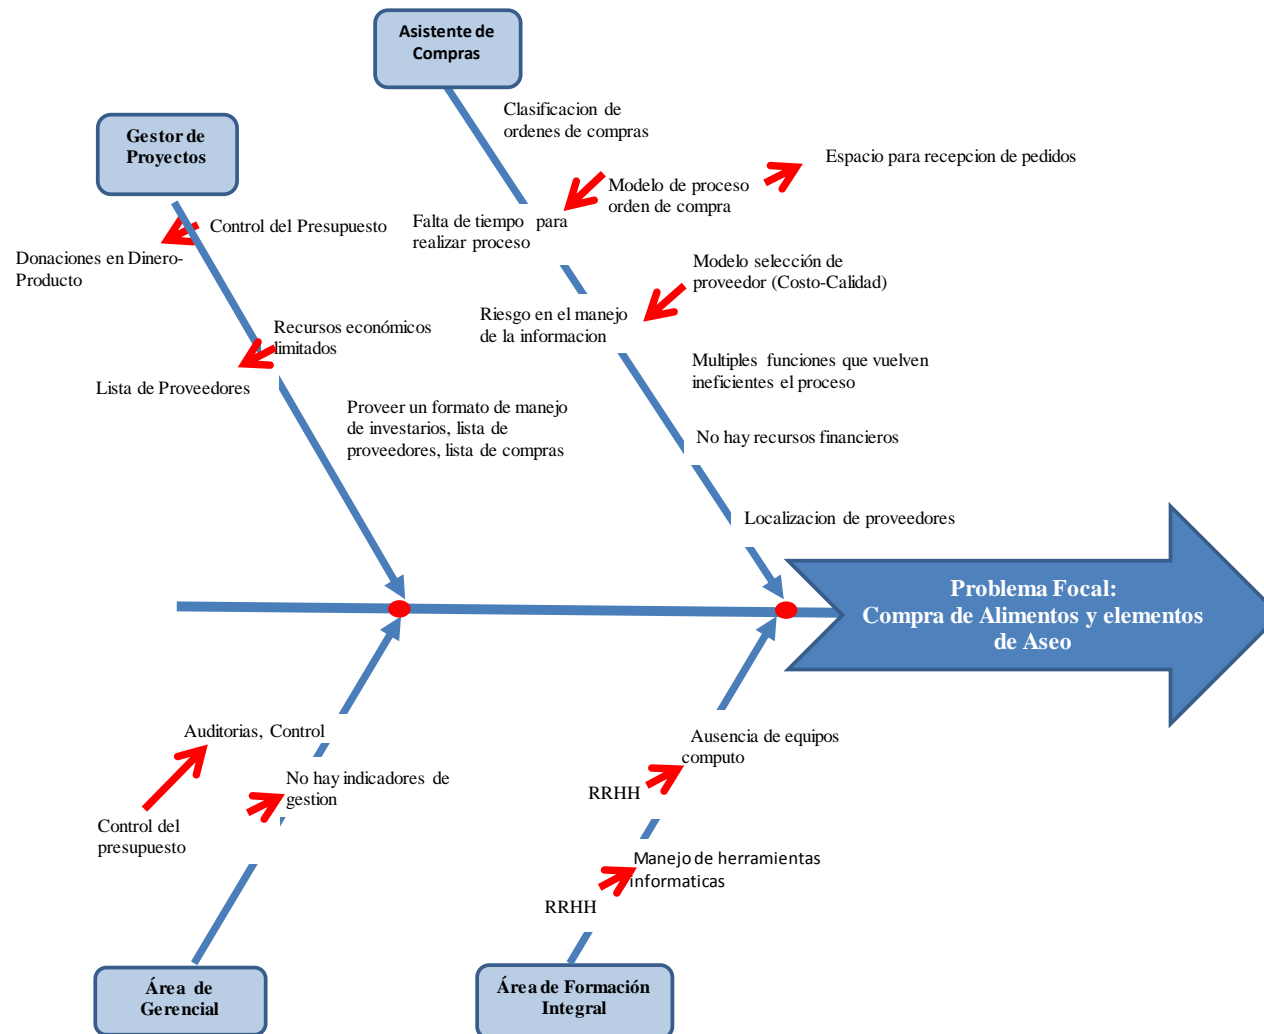 Asistente de
Compras
Clasificacion de
ordenes de compras
Gestor de
Proyectos
Espacio para recepcion de pedidos
Modelo de proceso
orden de compra
Control del Presupuesto
Falta de tiempo para
realizar proceso
Donaciones en Dinero-
Producto
Modelo selección de
proveedor (Costo-Calidad)
Riesgo en el manejo
de la informacion
Recursos económicos
limitados
Multiples funciones que vuelven
ineficientes el proceso
Lista de Proveedores
Proveer un formato de manejo
de investarios, lista de
proveedores, lista de compras
No hay recursos financieros
Localizacion de proveedores
Problema Focal:
Compra de Alimentos y elementos
de Aseo
Auditorias, Control
Ausencia de equipos
computo
No hay indicadores de
gestion
RRHH
Control del
presupuesto
Manejo de herramientas
informaticas
RRHH
Área de
Gerencial
Área de Formación
Integral